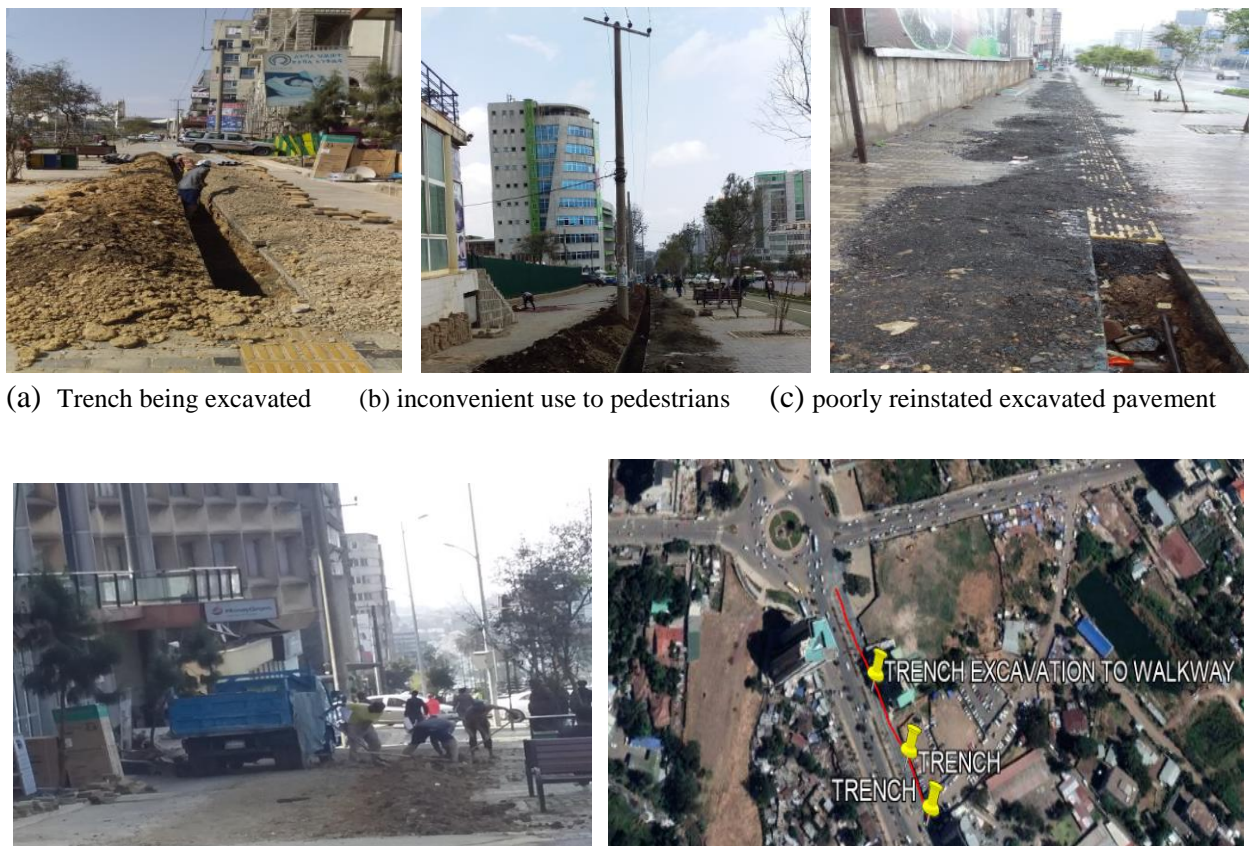 (a) Trench being excavated (b) inconvenient use to pedestrians (c) poorly reinstated excavated pavement
TRENCH EXCAVATION TO WALKWAY
TRENCH
TRENCH